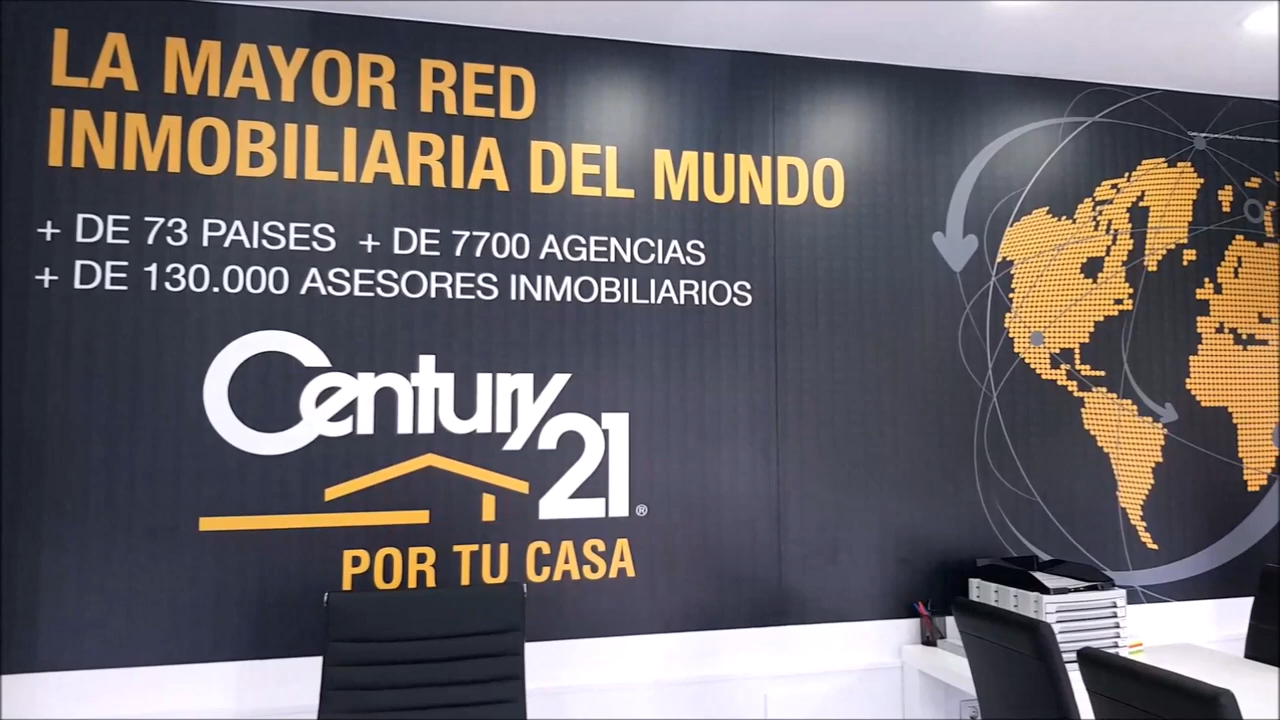 LA MAYOR RED
INMOBILIARIA DEL MUNDO
+ DE 73 PAISES + DE 7700 AGENCIAS
+ DE 130.000 ASESORES INMOBILIARIOS
Century
21®
POR TU CASA